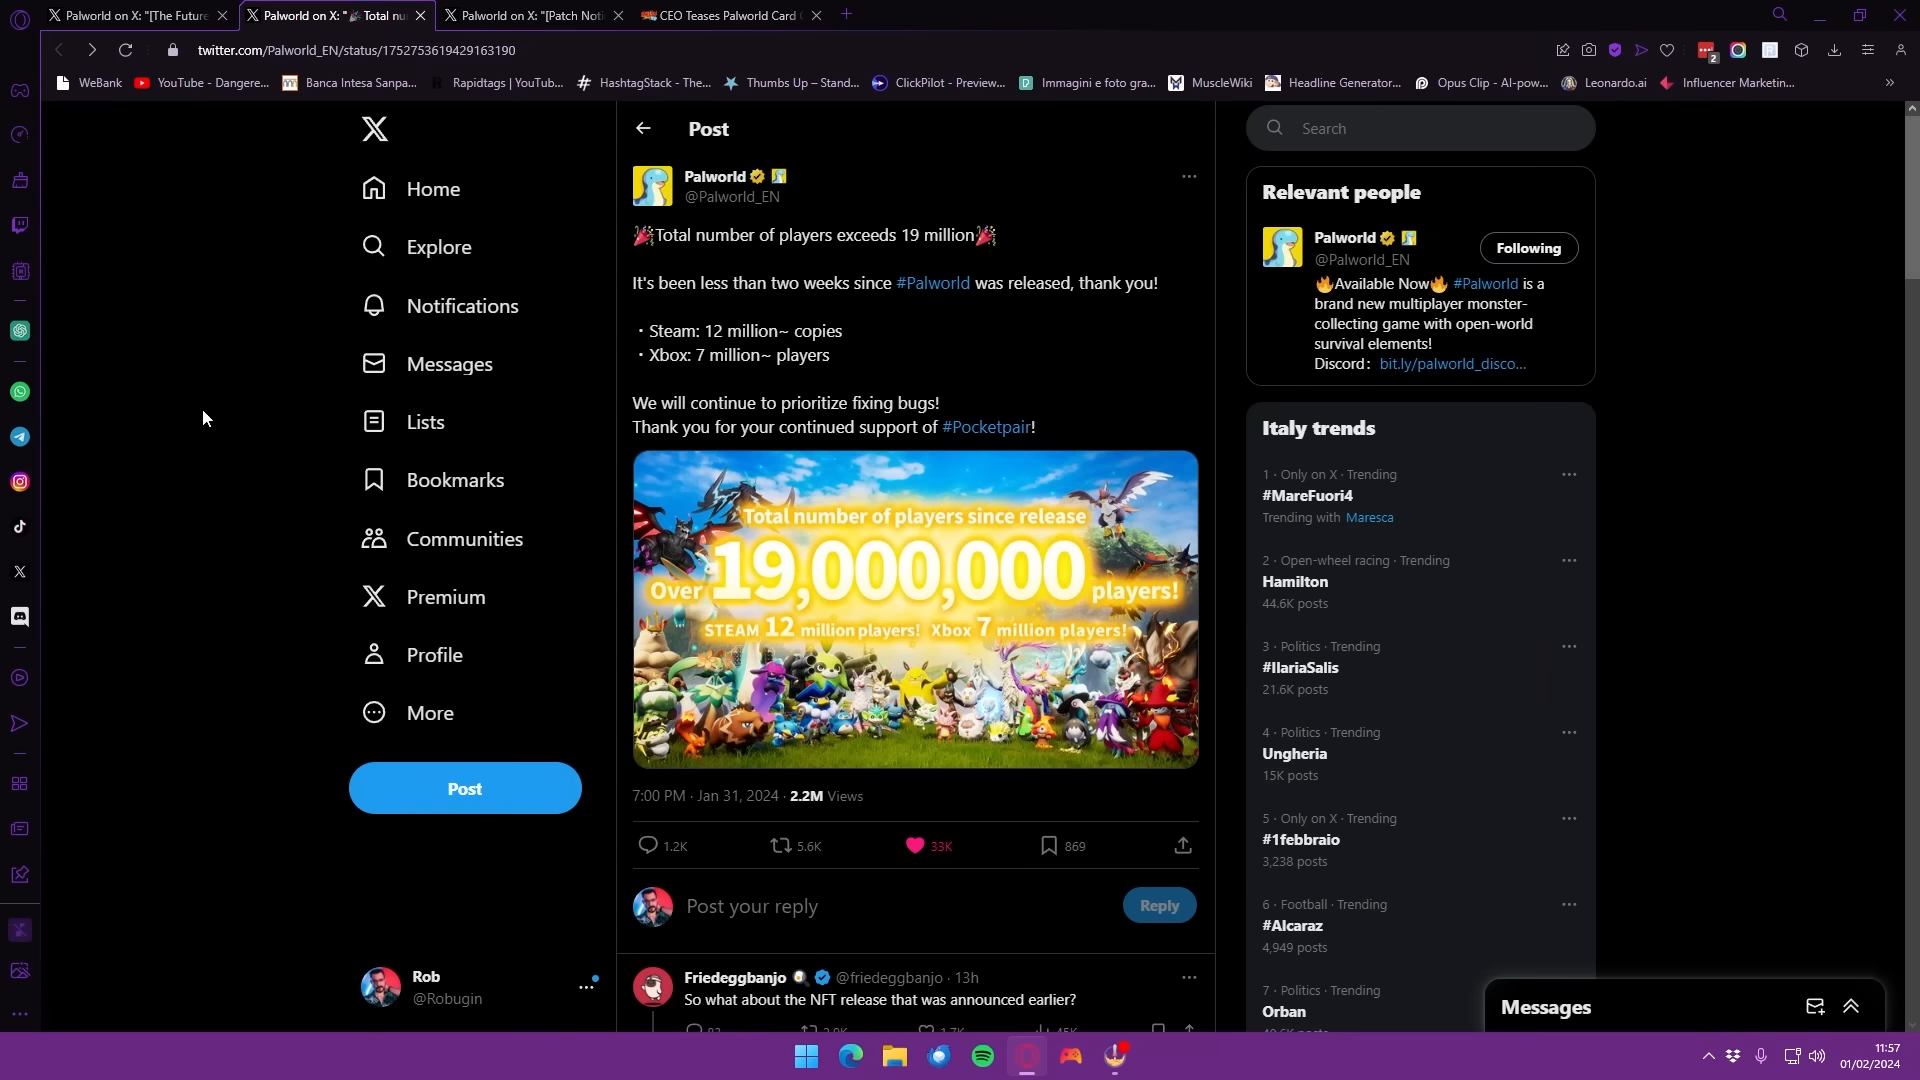 Palworld on X: "[The Future
Palworld on X: "🎉Total nu
Palworld on X: "[Patch Noti
CEO Teases Palworld Card
twitter.com/Palworld_EN/status/1752753619429163190
2
WeBank
YouTube - Dangere...
Banca Intesa Sanpa...
Rapidtags | YouTub...
HashtagStack - The...
Thumbs Up – Stand...
ClickPilot - Preview...
Immagini e foto gra...
MuscleWiki
Headline Generator...
Opus Clip - AI-pow...
Leonardo.ai
Influencer Marketin...
Home
Explore
Notifications
Messages
Lists
Bookmarks
Communities
Premium
Profile
More
Post
Rob
@Robugin
Post
Palworld
@Palworld_EN
🎉Total number of players exceeds 19 million🎉
It's been less than two weeks since #Palworld was released, thank you!
・Steam: 12 million~ copies
・Xbox: 7 million~ players
We will continue to prioritize fixing bugs!
Thank you for your continued support of #Pocketpair!
Total number of players since release
Over 19,000,000 players!
STEAM 12 million players! Xbox 7 million players!
7:00 PM · Jan 31, 2024 · 2.2M Views
1.2K 5.6K 33K 869
Post your reply
Reply
Friedeggbanjo @friedeggbanjo · 13h
So what about the NFT release that was announced earlier?
Search
Relevant people
Palworld
@Palworld_EN
Following
🔥Available Now🔥 #Palworld is a
brand new multiplayer monster-
collecting game with open-world
survival elements!
Discord： bit.ly/palworld_disco...
Italy trends
1 · Only on X · Trending
#MareFuori4
Trending with Maresca
2 · Open-wheel racing · Trending
Hamilton
44.6K posts
3 · Politics · Trending
#IlariaSalis
21.6K posts
4 · Politics · Trending
Ungheria
15K posts
5 · Only on X · Trending
#1febbraio
3,238 posts
6 · Football · Trending
#Alcaraz
4,949 posts
7 · Politics · Trending
Orban
Messages
11:57
01/02/2024